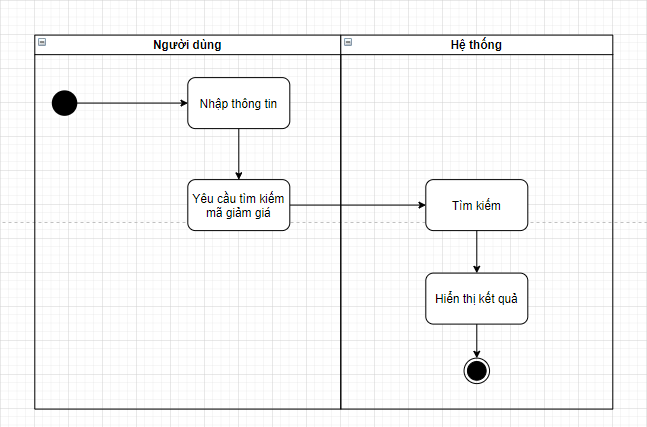 Người dùng
Hệ thống
Nhập thông tin
Yêu cầu tìm kiếm
mã giảm giá
Tìm kiếm
Hiển thị kết quả